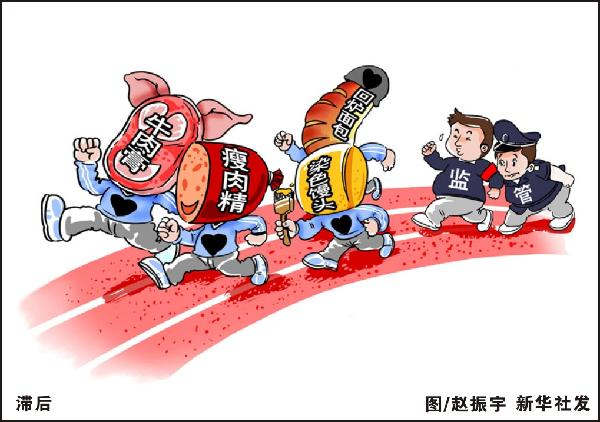 牛肉膏
瘦肉精
回炉面包
染色馒头
监
管
滞后
图/赵振宇 新华社发